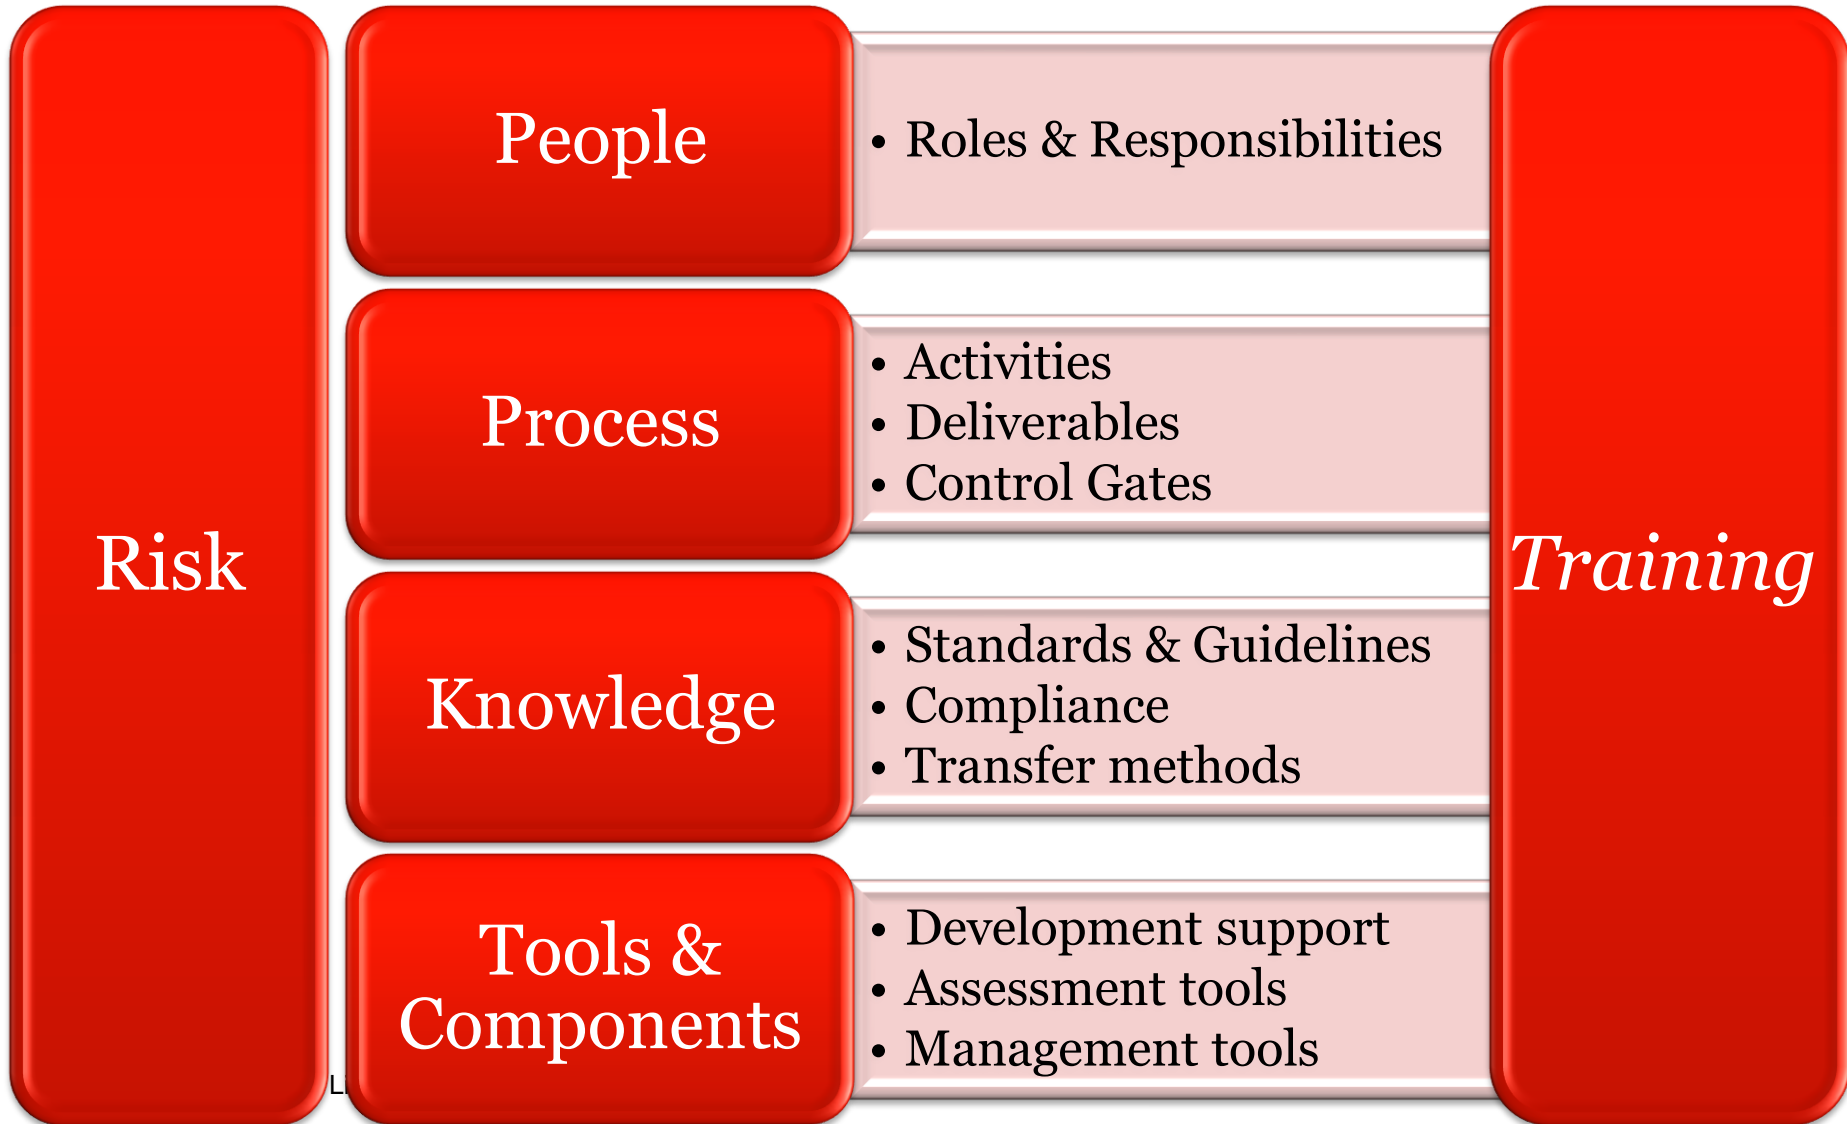 Risk
People
• Roles & Responsibilities
Process
• Activities
• Deliverables
• Control Gates
Knowledge
• Standards & Guidelines
• Compliance
• Transfer methods
Tools &
Components
• Development support
• Assessment tools
• Management tools
Training